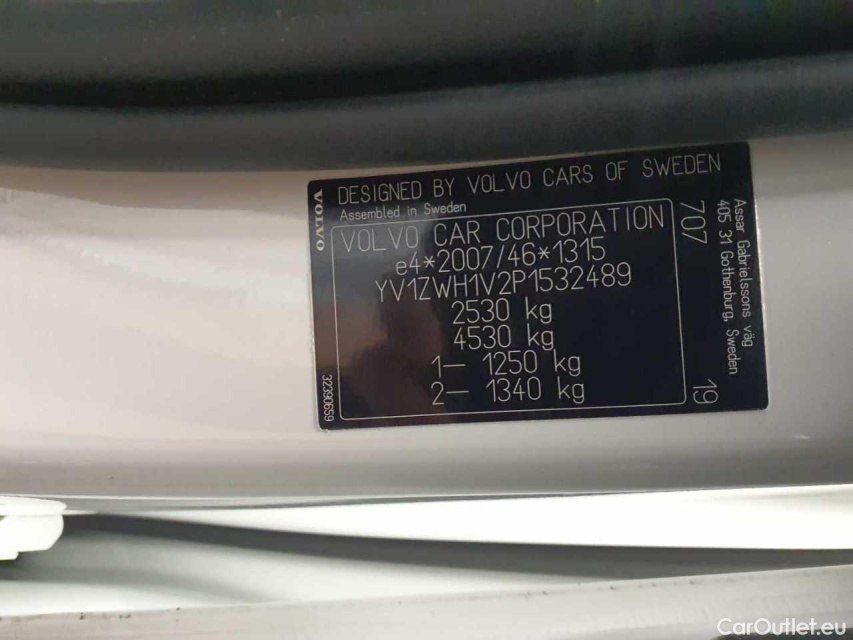 VOLVO
DESIGNED BY VOLVO CARS OF SWEDEN
Assembled in Sweden
VOLVO CAR CORPORATION
e4*2007/46*1315
YV1ZWH1V2P1532489
2530 kg
4530 kg
1– 1250 kg
2– 1340 kg
32390659
707
19
Assar Gabrielssons väg
405 31 Gothenburg, Sweden
CarOutlet.eu